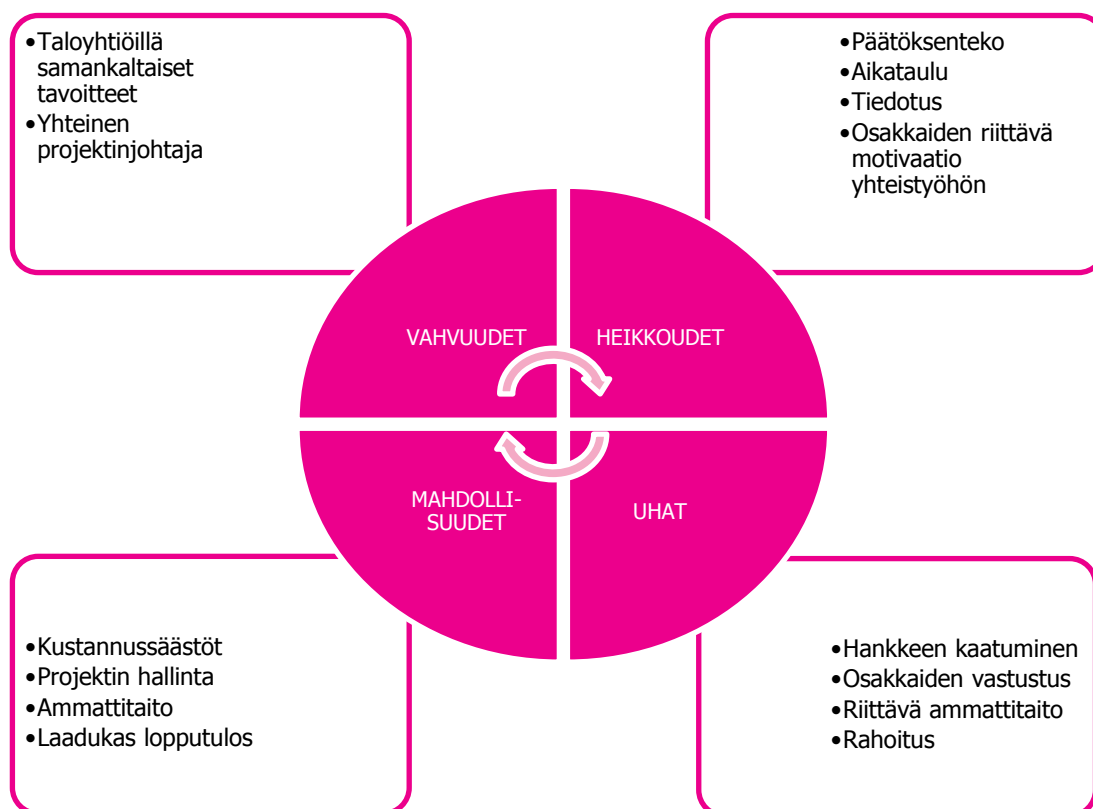 •Taloyhtiöillä
samankaltaiset
tavoitteet
•Yhteinen
projektinjohtaja
•Päätöksenteko
•Aikataulu
•Tiedotus
•Osakkaiden riittävä
motivaatio
yhteistyöhön
VAHVUUDET
HEIKKOUDET
MAHDOLLI-
SUUDET
UHAT
•Kustannussäästöt
•Projektin hallinta
•Ammattitaito
•Laadukas lopputulos
•Hankkeen kaatuminen
•Osakkaiden vastustus
•Riittävä ammattitaito
•Rahoitus